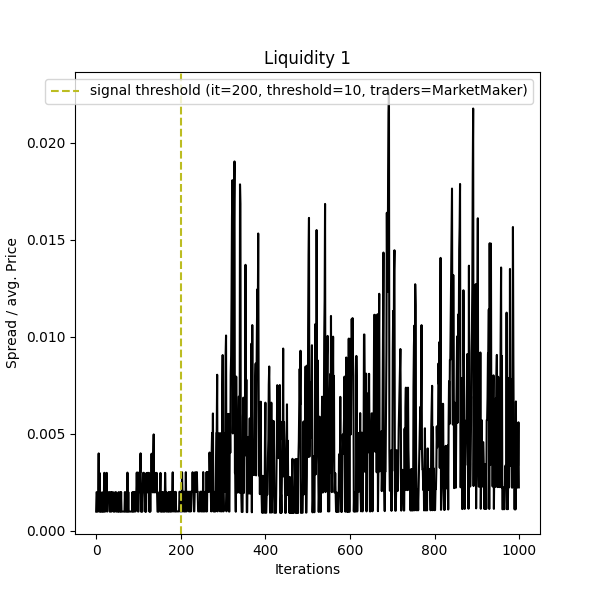 Liquidity 1
signal threshold (it=200, threshold=10, traders=MarketMaker)
Spread / avg. Price
0.020
0.015
0.010
0.005
0.000
0 200 400 600 800 1000
Iterations